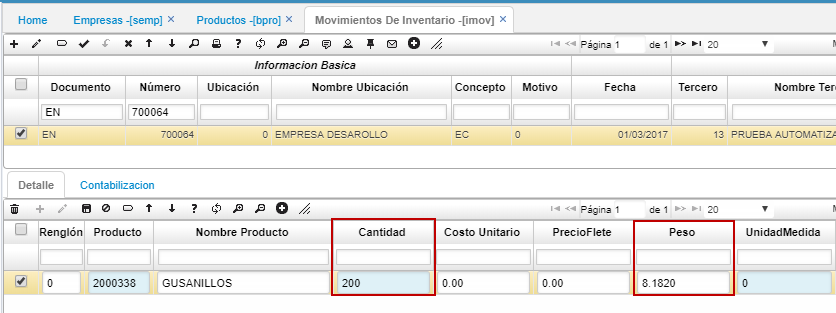 Home Empresas -[semp] × Productos -[bpro] × Movimientos De Inventario -[imov] ×
Página 1 de 1 20
Informacion Basica
Documento Número Ubicación Nombre Ubicación Concepto Motivo Fecha Tercero Nombre Ter
EN 700064
EN 700064 0 EMPRESA DESAROLLO EC 0 01/03/2017 13 PRUEBA AUTOMATIZA
Detalle Contabilizacion
Página 1 de 1 20
Renglón Producto Nombre Producto Cantidad Costo Unitario PrecioFlete Peso UnidadMedida
0 2000338 GUSANILLOS 200 0.00 0.00 8.1820 0